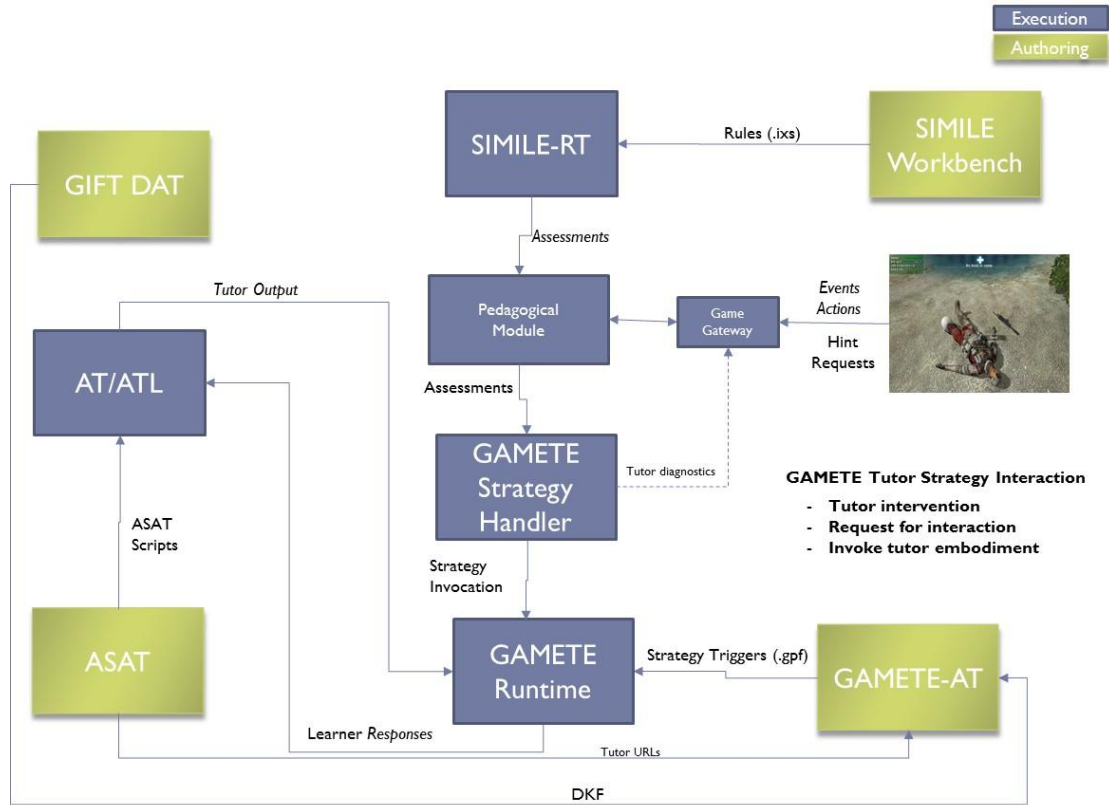 Execution
Authoring
SIMILE-RT
Rules (.ixs)
SIMILE
Workbench
GIFT DAT
Assessments
Tutor Output
Pedagogical
Module
Game
Gateway
Events
Actions
Hint
Requests
AT/ATL
Assessments
GAMETE
Strategy
Handler
Tutor diagnostics
GAMETE Tutor Strategy Interaction
- Tutor intervention
- Request for interaction
- Invoke tutor embodiment
ASAT
Scripts
Strategy
Invocation
ASAT
GAMETE
Runtime
Strategy Triggers (.gpf)
GAMETE-AT
Learner Responses
Tutor URLs
DKF